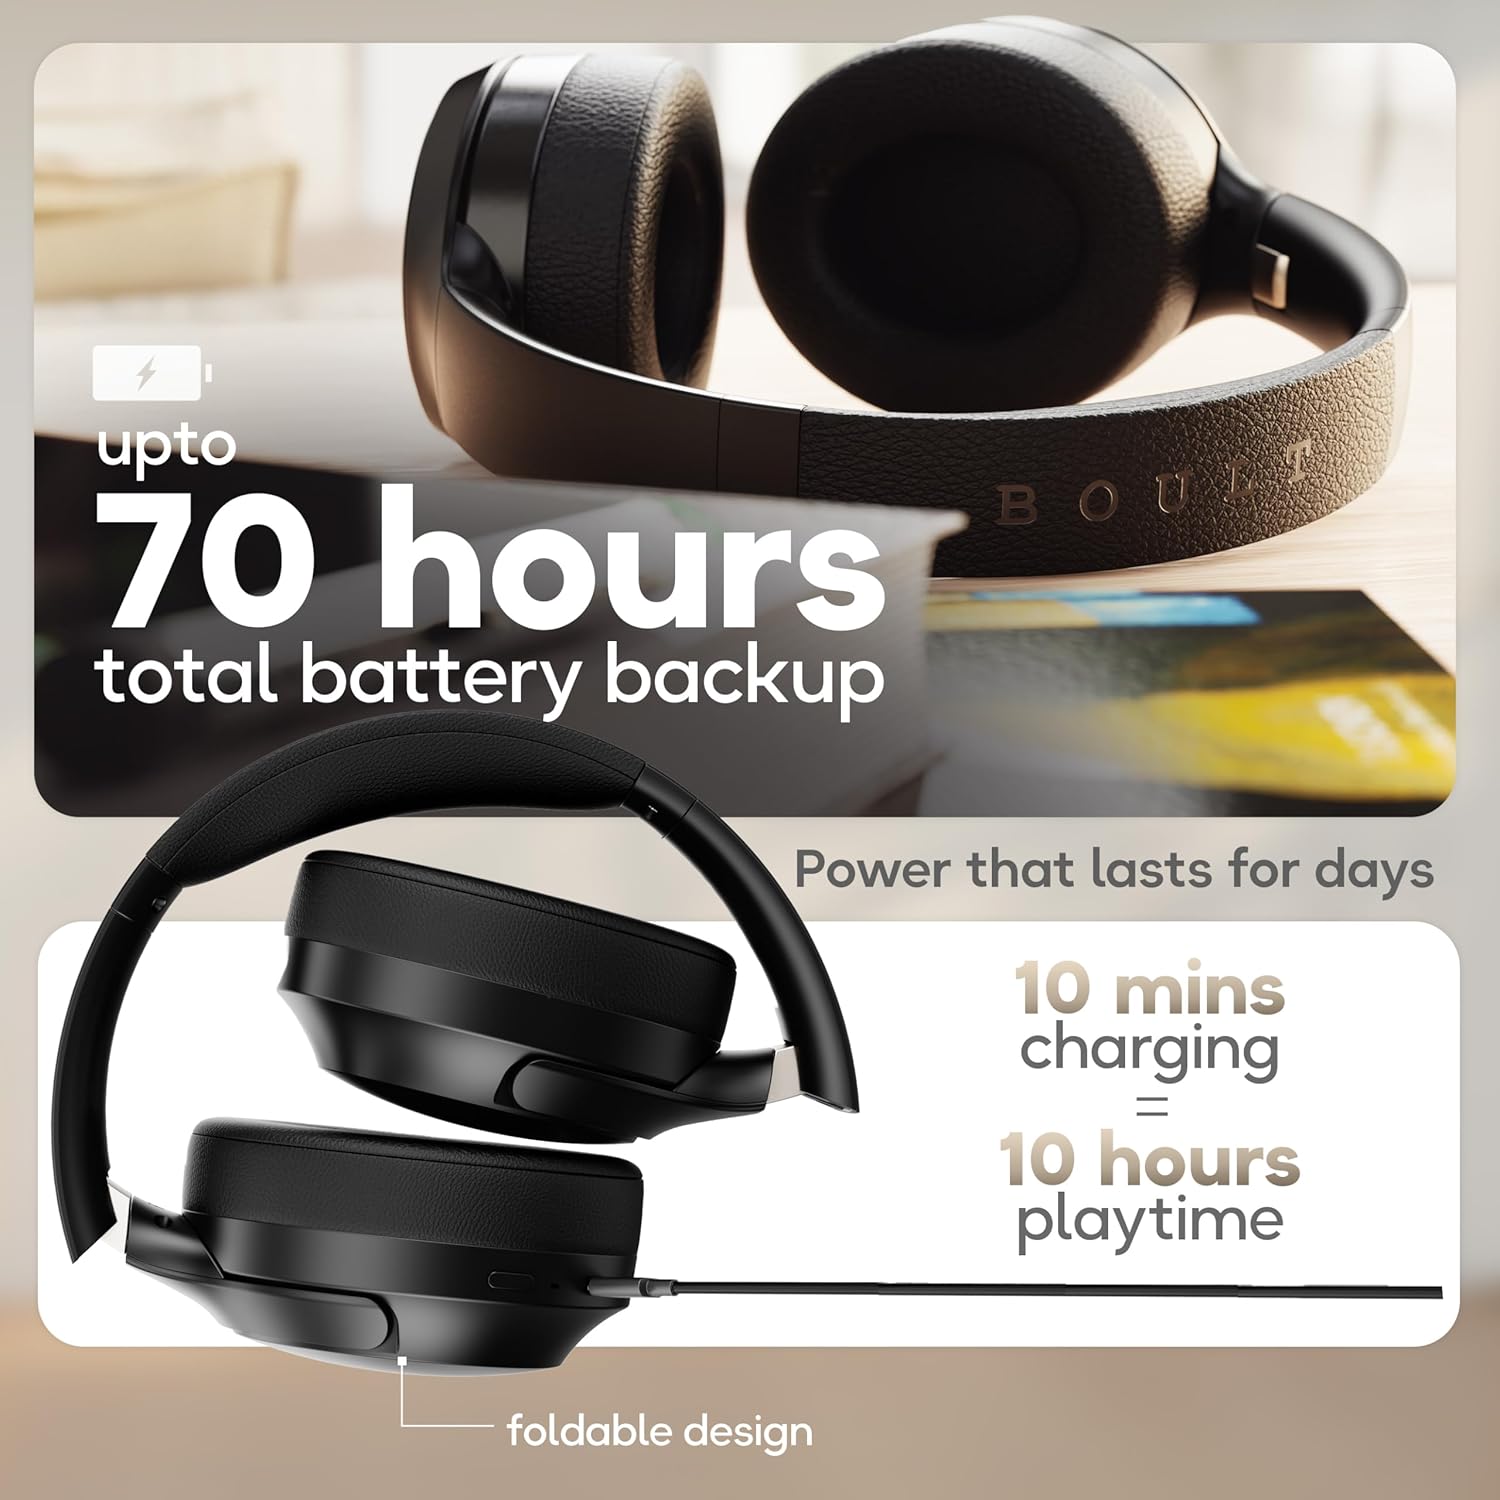 BOULT
upto
70 hours
total battery backup
Power that lasts for days
10 mins
charging
=
10 hours
playtime
foldable design